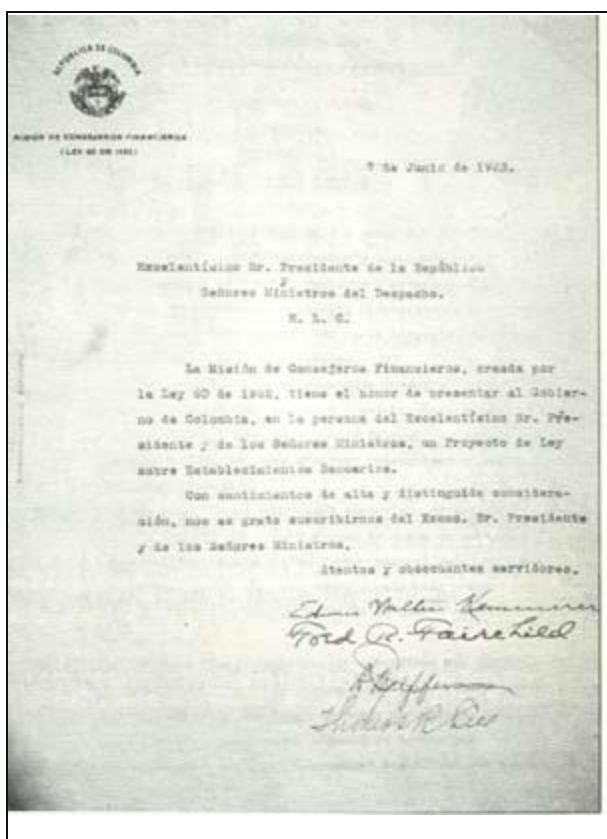 REPUBLICA DE COLOMBIA
MISION DE CONSEJEROS FINANCIEROS
(LEY 60 DE 1922)
7 de Junio de 1923.
Excelentísimo Sr. Presidente de la República
y
Señores Ministros del Despacho.
E. L. C.
La Misión de Consejeros Financieros, creada por
la Ley 60 de 1922, tiene el honor de presentar al Gobier-
no de Colombia, en la persona del Excelentísimo Sr. Pre-
sidente y de los Señores Ministros, un Proyecto de Ley
sobre Establecimientos Bancarios.
Con sentimientos de alta y distinguida considera-
ción, nos es grato suscribirnos del Excmo. Sr. Presidente
y de los Señores Ministros,
Atentos y obsecuentes servidores,
Edwin Walter Kemmerer
Fred R. Fairchild